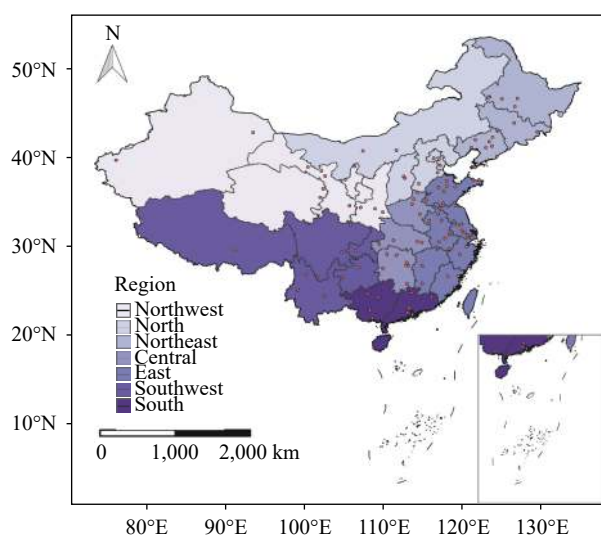 N
50°N
40°N
30°N
20°N
10°N
Region
Northwest
North
Northeast
Central
East
Southwest
South
0 1,000 2,000 km
80°E 90°E 100°E 110°E 120°E 130°E